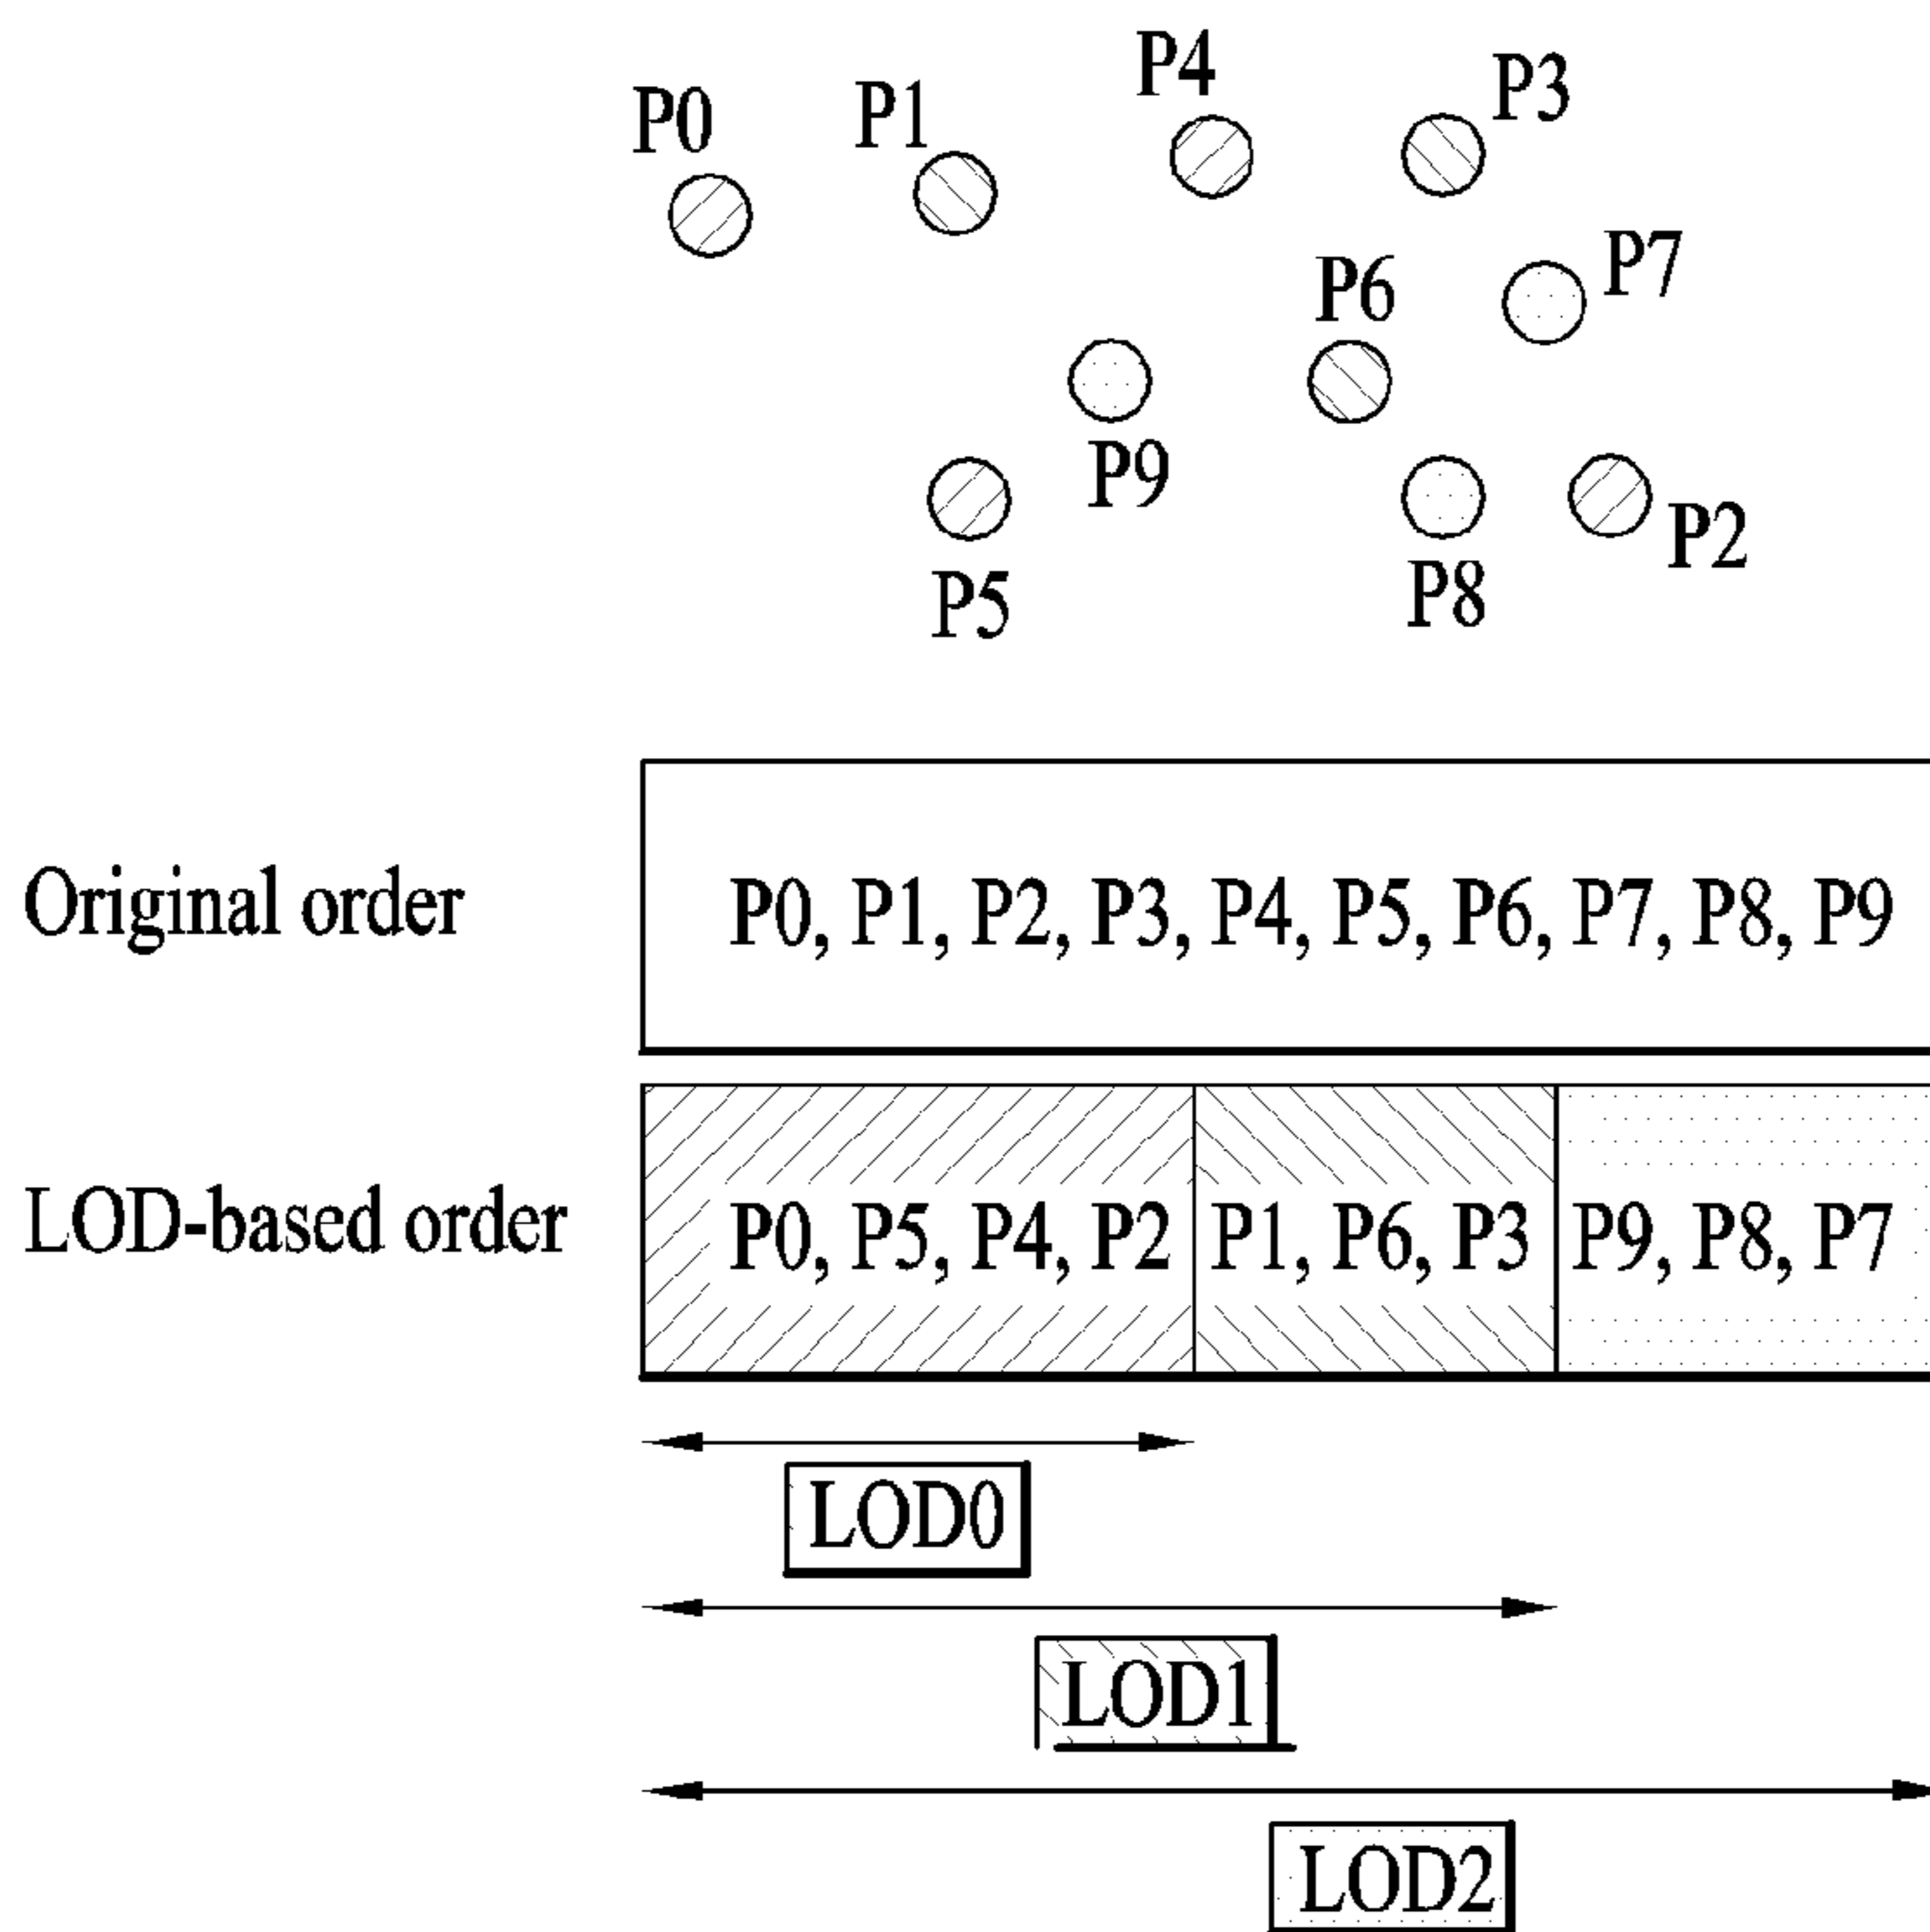 P4
P3
P0
P1
P7
P6
P9
P2
P5
P8
Original order
P0, P1, P2, P3, P4, P5, P6, P7, P8, P9
LOD-based order
P0, P5, P4, P2 P1, P6, P3 P9, P8, P7
LOD0
LOD1
LOD2